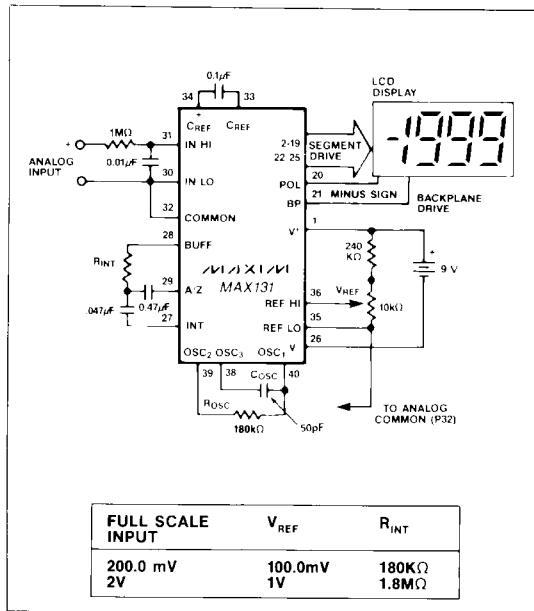 0.1µF
34
33
+
CREF
CREF
1MΩ
31
+
IN HI
ANALOG
INPUT
0.01µF
30
IN LO
32
COMMON
28
BUFF
RINT
29
A/Z
.047µF
0.47µF
27
INT
MAXIM
MAX131
LCD
DISPLAY
-1999
2-19
22 25
SEGMENT
DRIVE
20
POL
MINUS SIGN
21
BP
BACKPLANE
DRIVE
1
V+
240
KΩ
+
9 V
36
REF HI
VREF
10kΩ
35
REF LO
26
V
OSC2
OSC3
OSC1
39
38
40
COSC
ROSC
180kΩ
50pF
TO ANALOG
COMMON (P32)
FULL SCALE
INPUT
VREF
RINT
200.0 mV 100.0mV 180KΩ
2V 1V 1.8MΩ